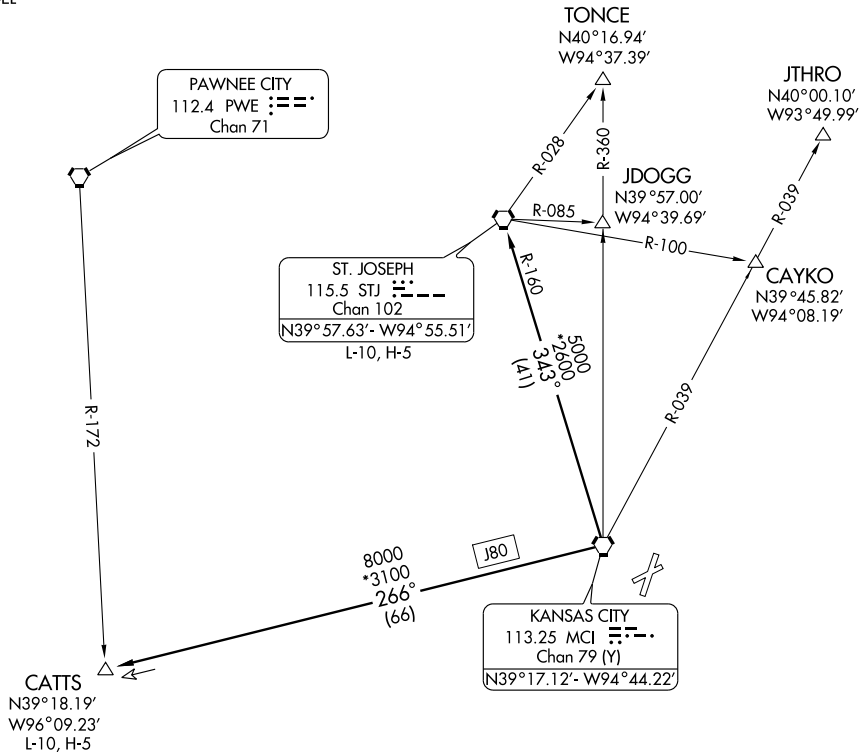 TONCE
N40°16.94'
W94°37.39'
JTHRO
N40°00.10'
W93°49.99'
PAWNEE CITY
112.4 PWE
Chan 71
R-028
R-360
R-039
JDOGG
N39°57.00'
W94°39.69'
R-085
R-100
CAYKO
N39°45.82'
W94°08.19'
ST. JOSEPH
115.5 STJ
Chan 102
N39°57.63'- W94°55.51'
L-10, H-5
R-160
5000
*2600
343°
(41)
R-172
R-039
J80
8000
*3100
266°
(66)
KANSAS CITY
113.25 MCI
Chan 79 (Y)
N39°17.12'- W94°44.22'
CATTS
N39°18.19'
W96°09.23'
L-10, H-5